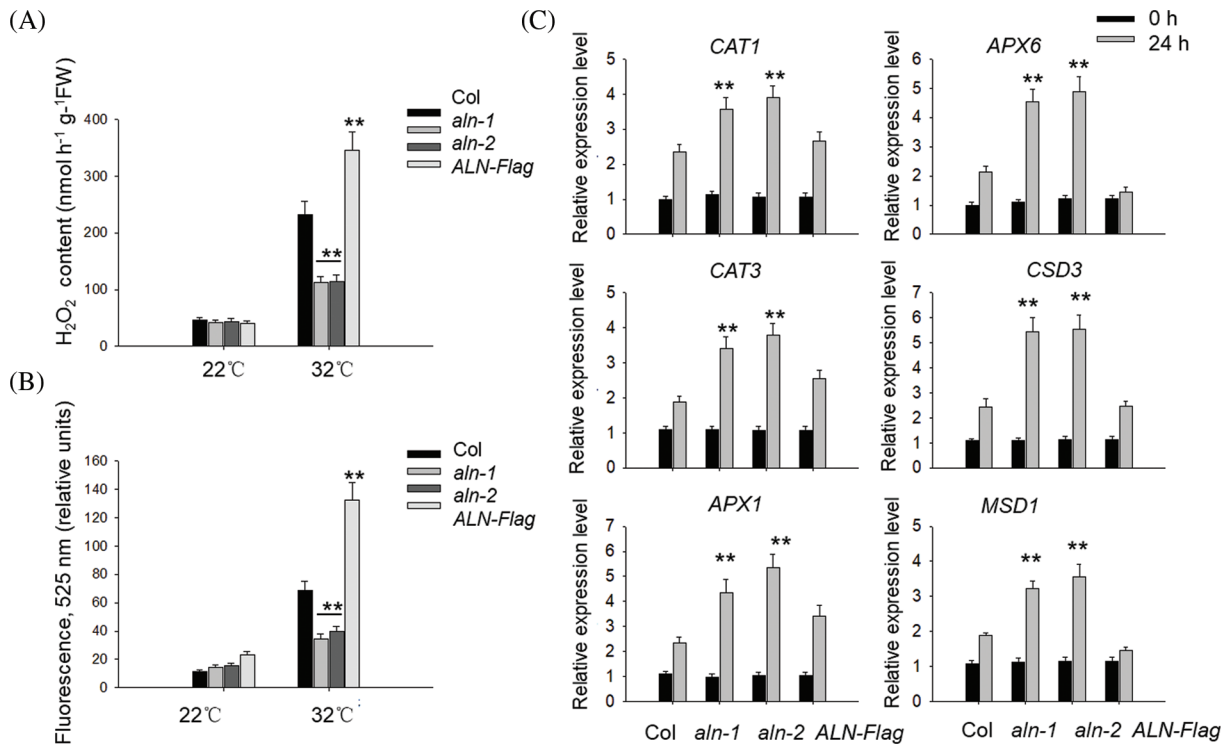 (A)
H₂O₂ content (nmol h⁻¹ g⁻¹FW)
400
300
200
100
0
22℃
32℃
**
**
Col
aln-1
aln-2
ALN-Flag
(B)
Fluorescence, 525 nm (relative units)
160
140
120
100
80
60
40
20
0
22℃
32℃
**
**
Col
aln-1
aln-2
ALN-Flag
(C)
0 h
24 h
CAT1
Relative expression level
5
4
3
2
1
0
** **
APX6
Relative expression level
6
5
4
3
2
1
0
** **
CAT3
Relative expression level
5
4
3
2
1
0
** **
CSD3
Relative expression level
7
6
5
4
3
2
1
0
** **
APX1
Relative expression level
7
6
5
4
3
2
1
0
** **
Col aln-1 aln-2 ALN-Flag
MSD1
Relative expression level
5
4
3
2
1
0
** **
Col aln-1 aln-2 ALN-Flag